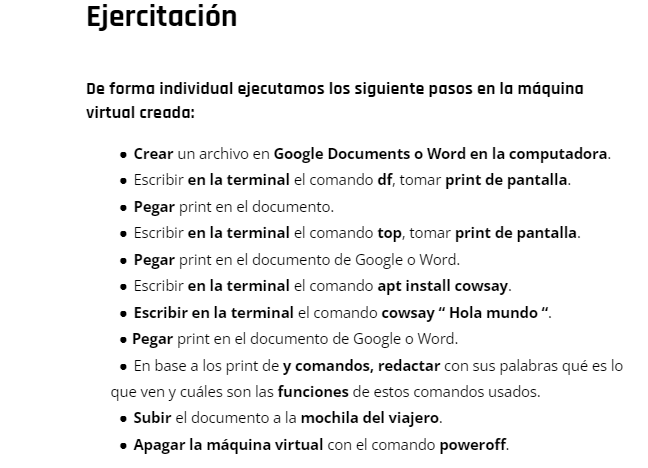 Ejercitación
De forma individual ejecutamos los siguiente pasos en la máquina
virtual creada:
● Crear un archivo en Google Documents o Word en la computadora.
● Escribir en la terminal el comando df, tomar print de pantalla.
● Pegar print en el documento.
● Escribir en la terminal el comando top, tomar print de pantalla.
● Pegar print en el documento de Google o Word.
● Escribir en la terminal el comando apt install cowsay.
● Escribir en la terminal el comando cowsay “ Hola mundo “.
● Pegar print en el documento de Google o Word.
● En base a los print de y comandos, redactar con sus palabras qué es lo
que ven y cuáles son las funciones de estos comandos usados.
● Subir el documento a la mochila del viajero.
● Apagar la máquina virtual con el comando poweroff.